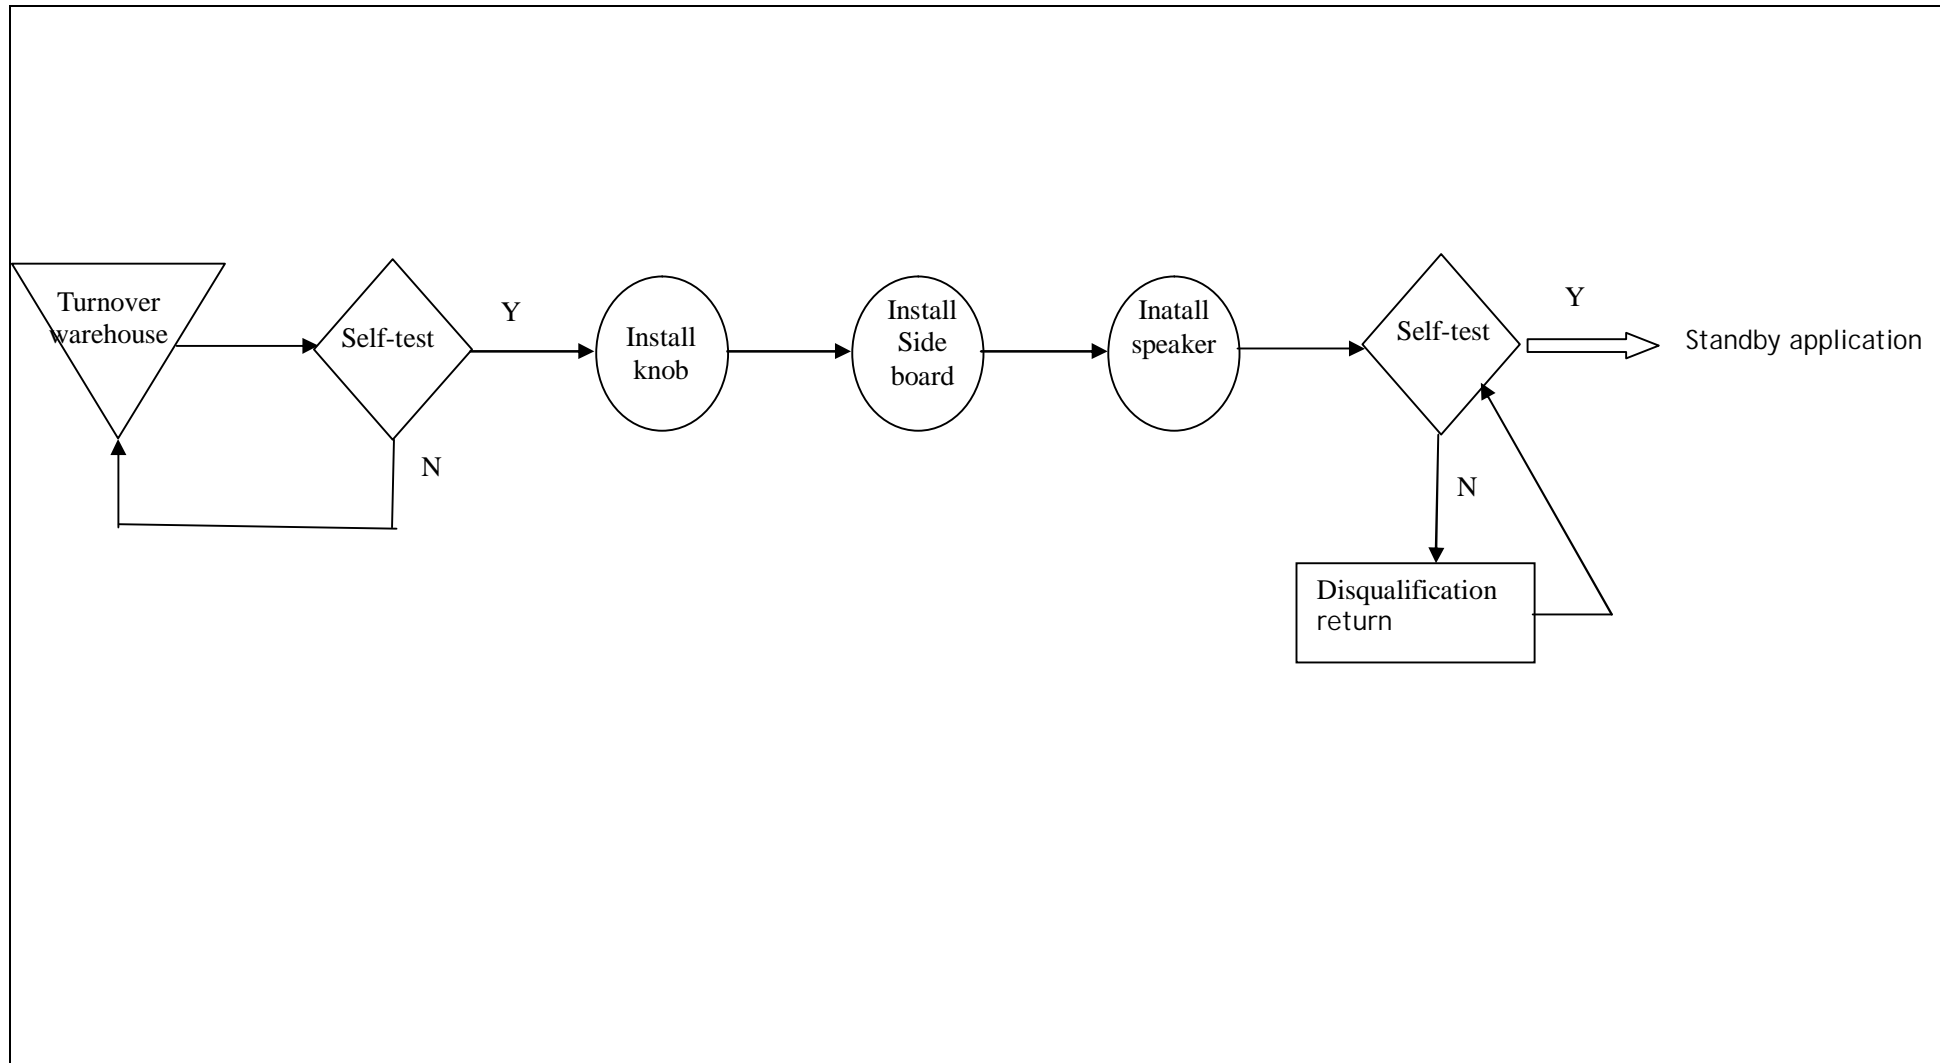 Turnover
warehouse
Self-test
Y
N
Install
knob
Install
Side
board
Inatall
speaker
Self-test
Y
N
Standby application
Disqualification
return